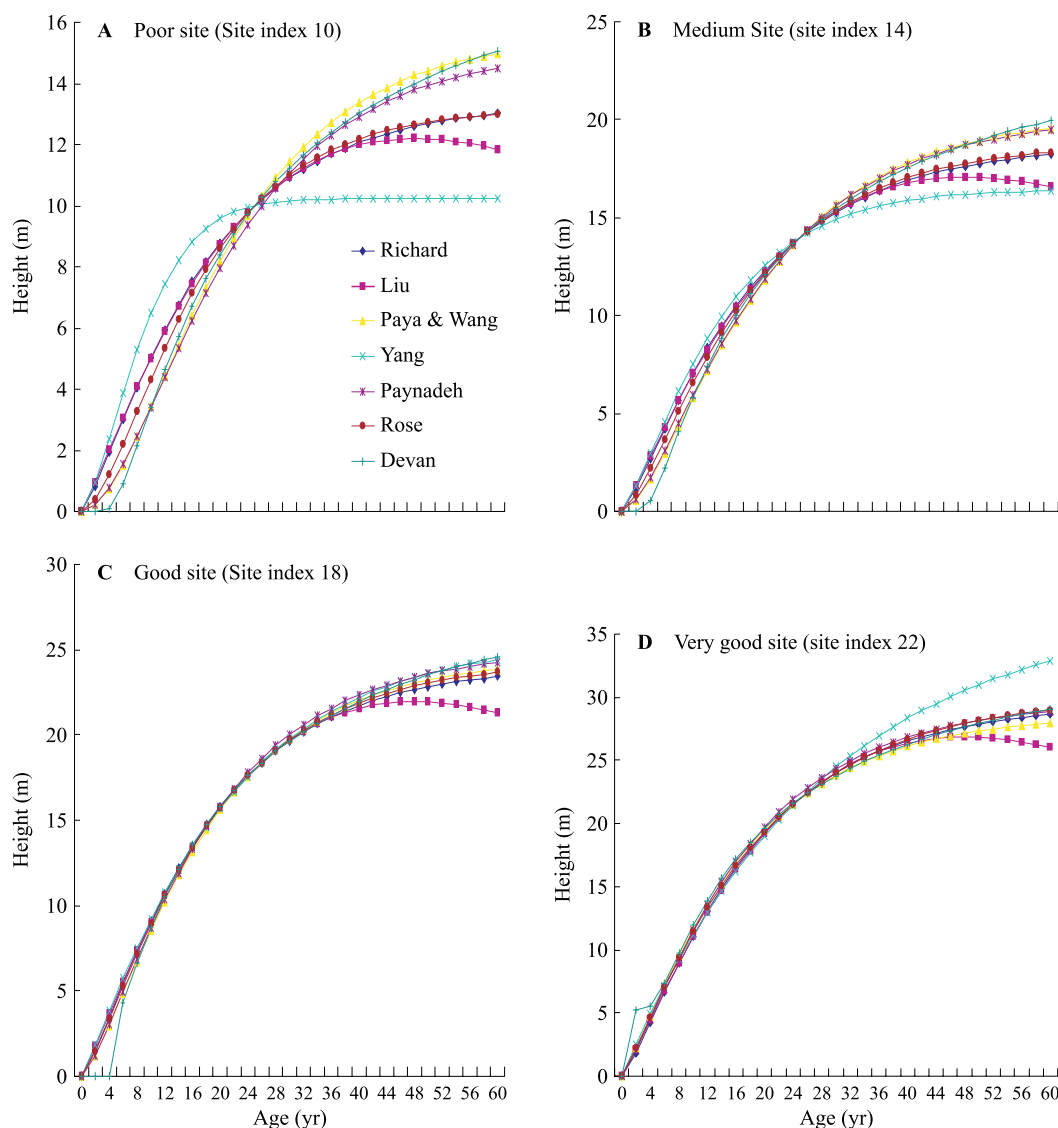 A Poor site (Site index 10)
16
14
12
10
8
6
4
2
0
Height (m)
Richard
Liu
Paya & Wang
Yang
Paynadeh
Rose
Devan
B Medium Site (site index 14)
25
20
15
10
5
0
Height (m)
C Good site (Site index 18)
30
25
20
15
10
5
0
Height (m)
0 4 8 12 16 20 24 28 32 36 40 44 48 52 56 60
Age (yr)
D Very good site (site index 22)
35
30
25
20
15
10
5
0
Height (m)
0 4 8 12 16 20 24 28 32 36 40 44 48 52 56 60
Age (yr)